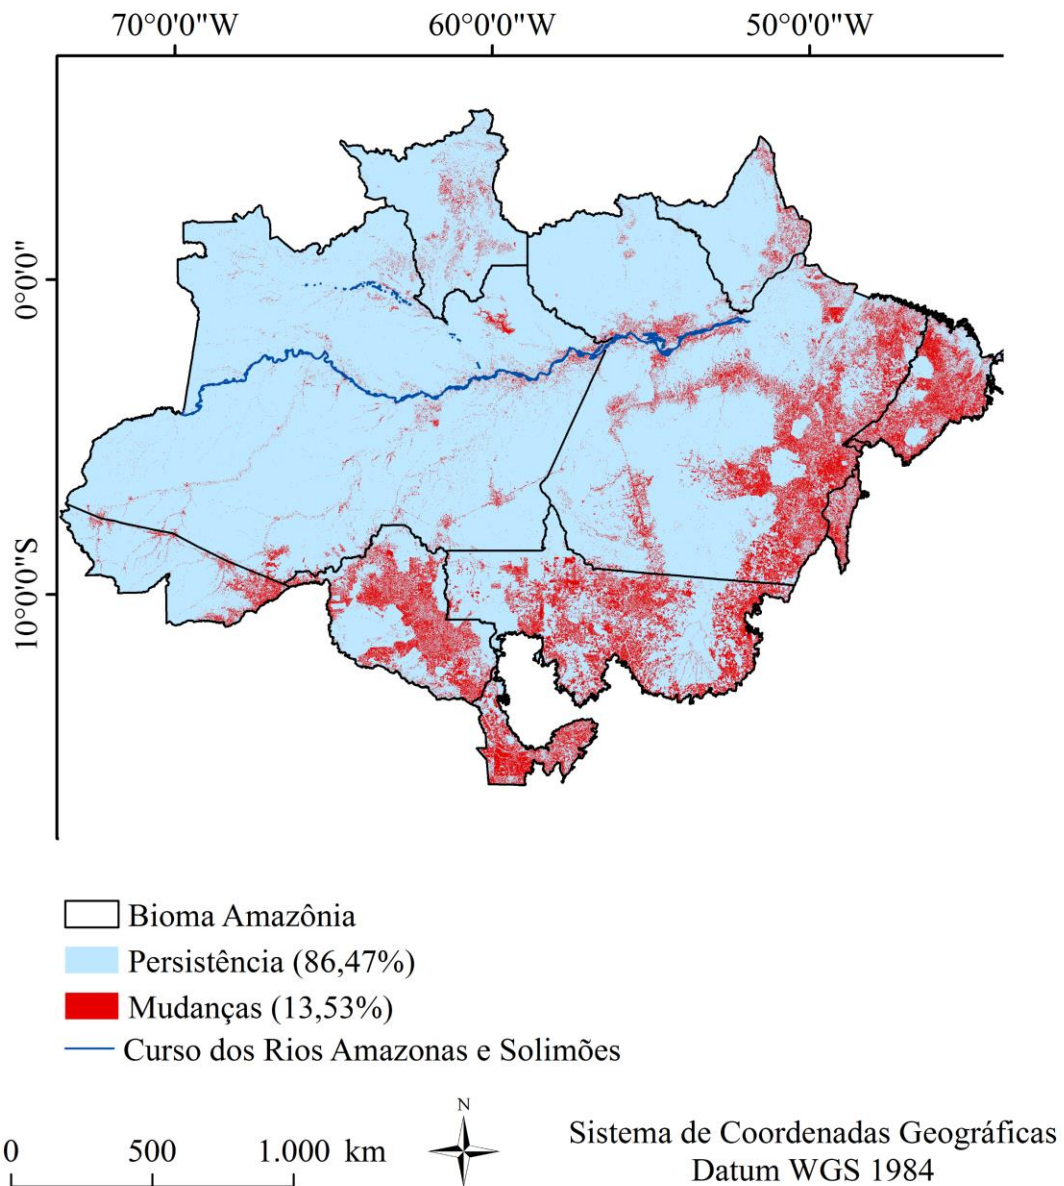 70°0'0"W 60°0'0"W 50°0'0"W
0°0'0"
10°0'0"S
Bioma Amazônia
Persistência (86,47%)
Mudanças (13,53%)
Curso dos Rios Amazonas e Solimões
N
0 500 1.000 km
Sistema de Coordenadas Geográficas
Datum WGS 1984